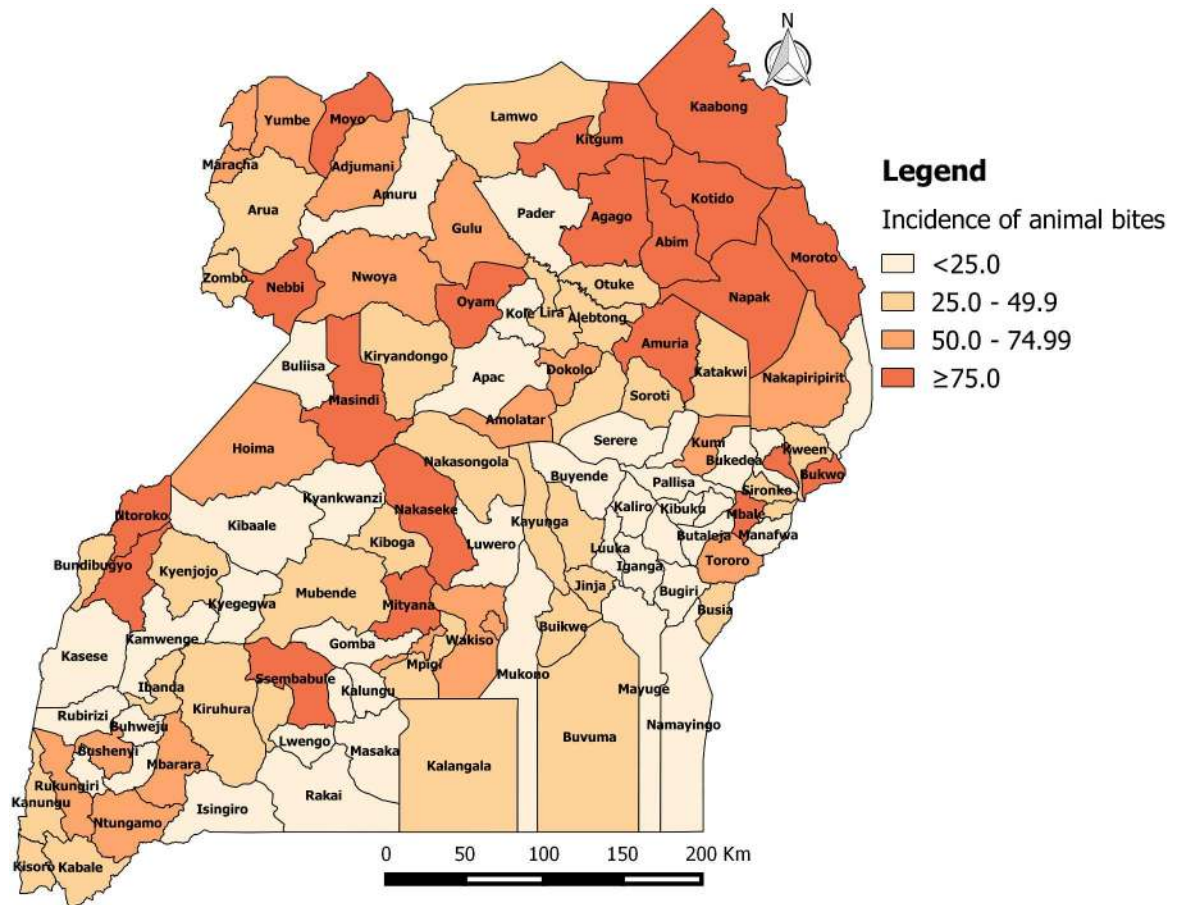 N
Kaabong
Lamwo
Moyo
Yumbe
Kitgum
Maracha
Adjumani
Amuru
Kotido
Arua
Pader
Agago
Gulu
Abim
Moroto
Zombo
Nebbi
Nwoya
Otuke
Napak
Oyam
Kole
Lira
Alebtong
Kiryandongo
Amuria
Buliisa
Katakwi
Nakapiripirit
Apac
Dokolo
Masindi
Soroti
Amolatar
Hoima
Serere
Kumi
Kween
Nakasongola
Bukedea
Bukwo
Buyende
Pallisa
Sironko
Kyankwanzi
Nakaseke
Ntoroko
Kibaale
Kayunga
Kaliro
Kibuku
Mbale
Kiboga
Luwero
Butaleja
Manafwa
Luuka
Bundibugyo
Kyenjojo
Iganga
Tororo
Mubende
Jinja
Bugiri
Kyegegwa
Mityana
Busia
Kamwenge
Gomba
Wakiso
Buikwe
Kasese
Mpigi
Mukono
Ssembabule
Ibanda
Kalungu
Mayuge
Kiruhura
Rubirizi
Buhweju
Namayingo
Buvuma
Lwengo
Bushenyi
Masaka
Mbarara
Kalangala
Rukungiri
Rakai
Kanungu
Isingiro
Ntungamo
Kisoro
Kabale
Legend
Incidence of animal bites
<25.0
25.0 - 49.9
50.0 - 74.99
≥75.0
0 50 100 150 200 Km